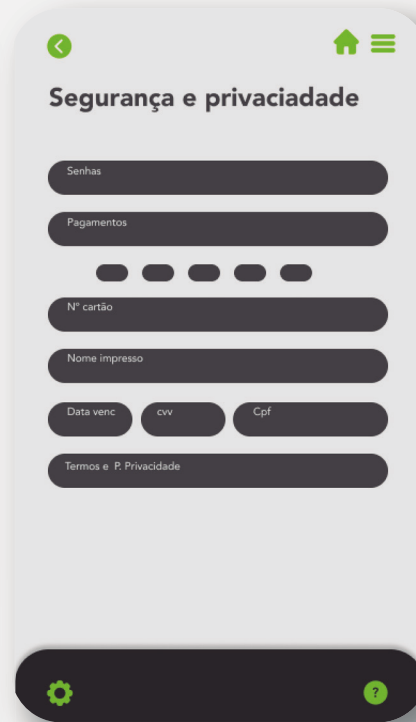 Segurança e privaciadade
Senhas
Pagamentos
Nº cartão
Nome impresso
Data venc cvv Cpf
Termos e P. Privacidade
?